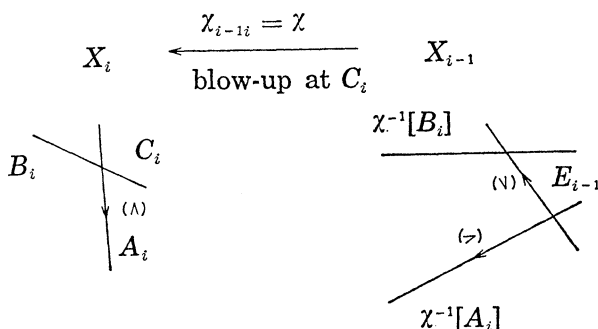 χ_{i-1i} = χ
X_i X_{i-1}
blow-up at C_i
χ^{-1}[B_i]
B_i C_i (∧) (∨) E_{i-1}
A_i (≯)
χ^{-1}[A_i]